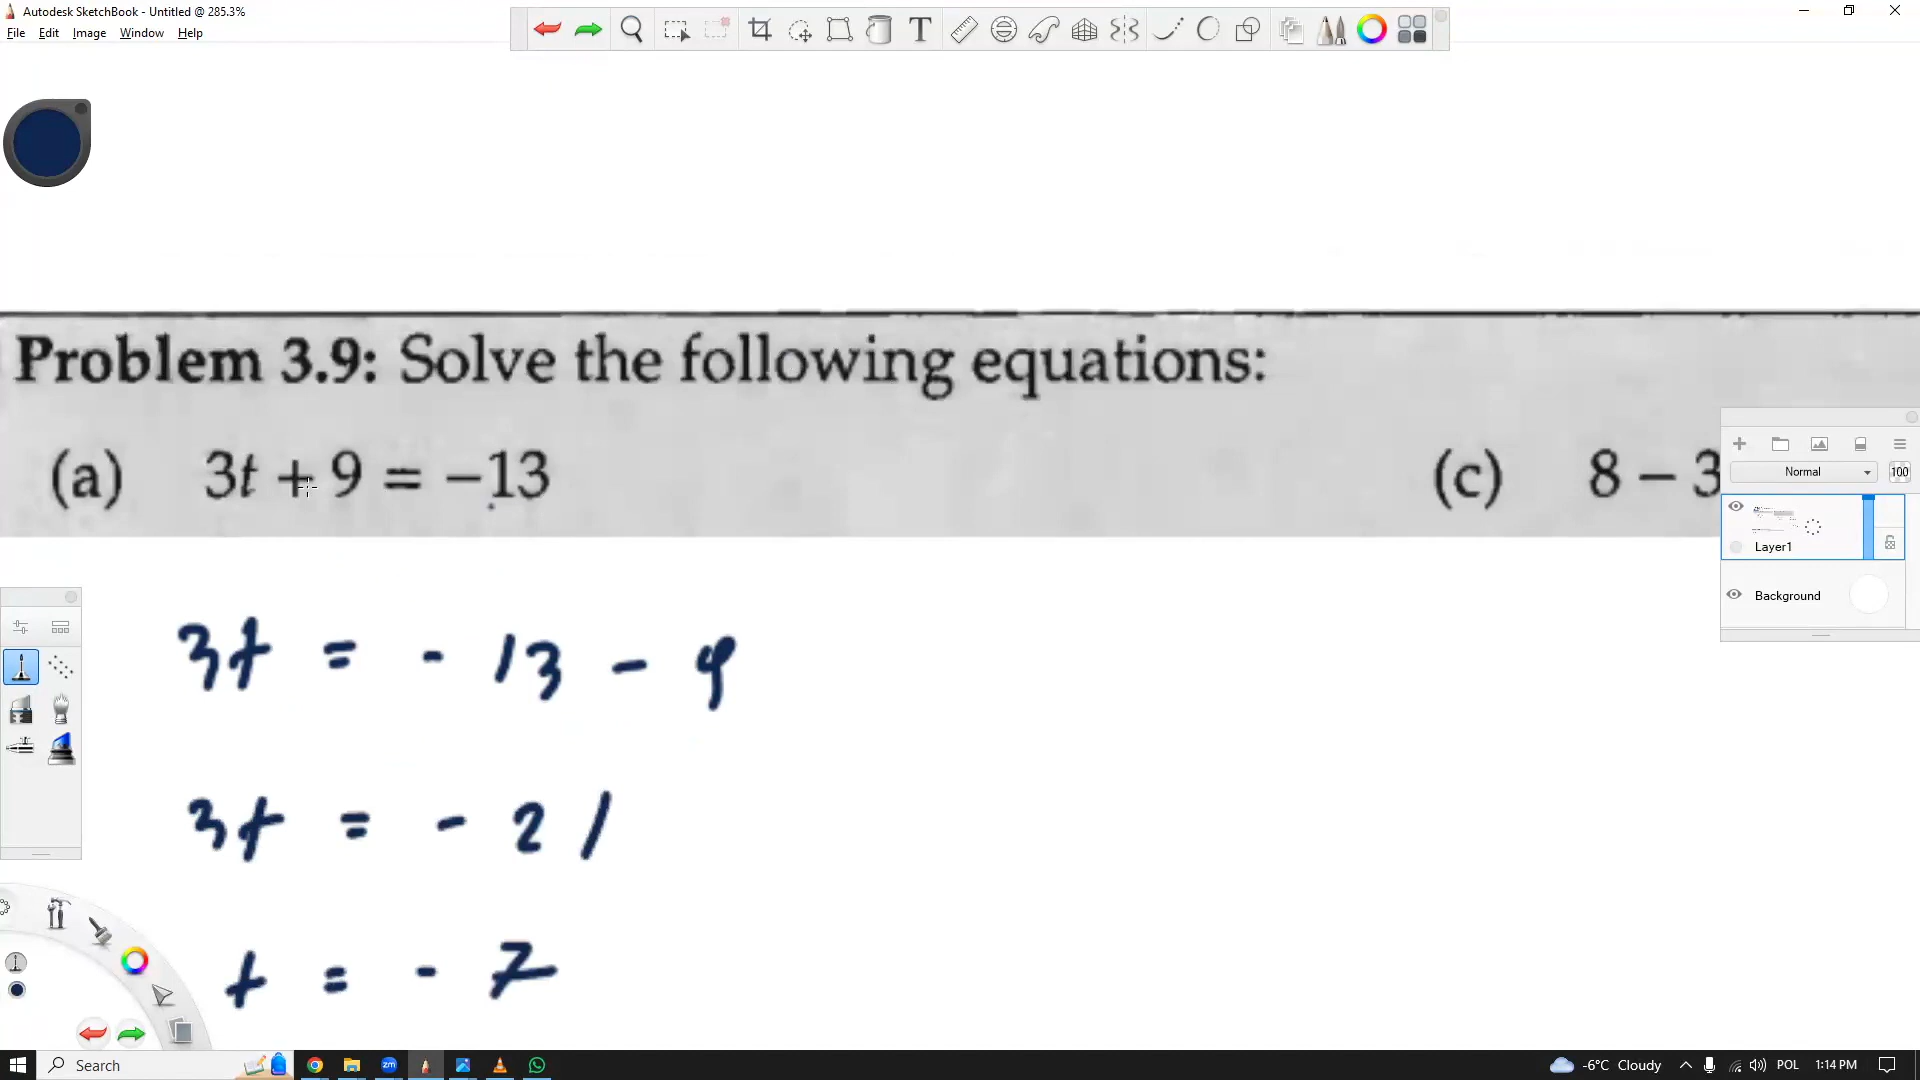 Autodesk SketchBook - Untitled @ 285.3%
File Edit Image Window Help
T
Problem 3.9: Solve the following equations:
(a) 3t + 9 = -13
(c) 8 - 3
Normal
100
Layer1
Background
3t = - 13 - 9
3t = - 21
t = - 7
Search
zm
-6°C Cloudy
POL
1:14 PM